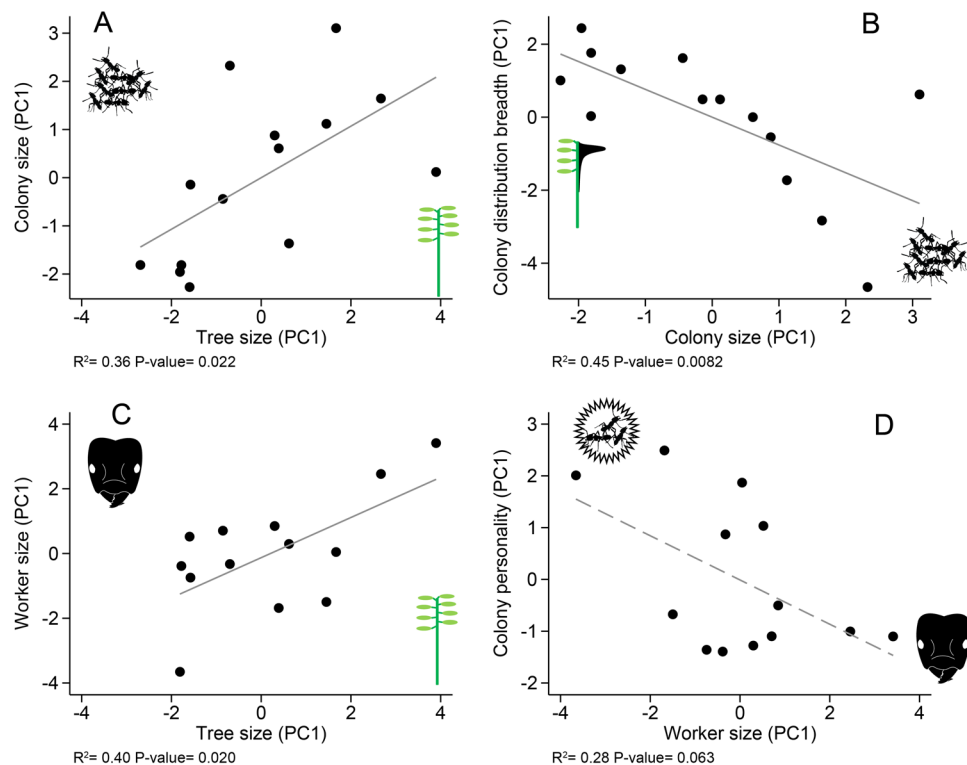 A
Colony size (PC1)
3
2
1
0
-1
-2
-4
-2
0
2
4
Tree size (PC1)
R²= 0.36 P-value= 0.022
B
Colony distribution breadth (PC1)
2
0
-2
-4
-2
-1
0
1
2
3
Colony size (PC1)
R²= 0.45 P-value= 0.0082
C
Worker size (PC1)
4
2
0
-2
-4
-4
-2
0
2
4
Tree size (PC1)
R²= 0.40 P-value= 0.020
D
Colony personality (PC1)
3
2
1
0
-1
-2
-4
-2
0
2
4
Worker size (PC1)
R²= 0.28 P-value= 0.063